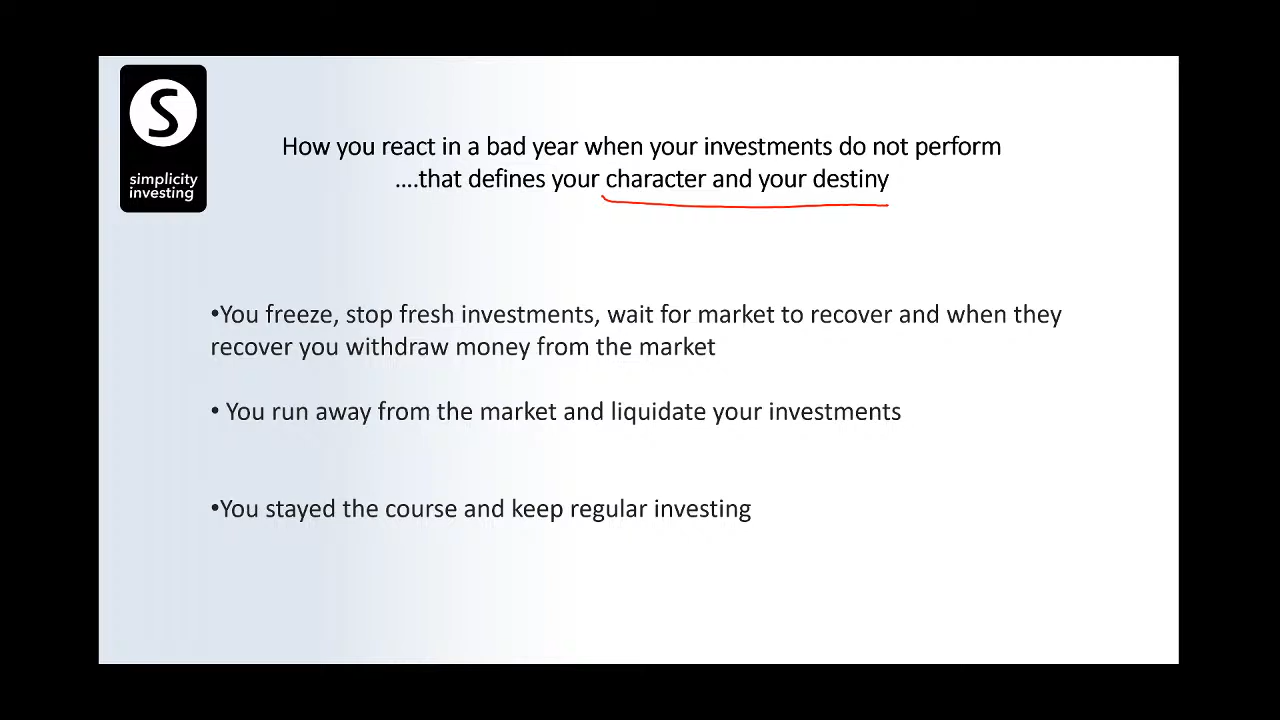 S
simplicity
investing
How you react in a bad year when your investments do not perform
....that defines your character and your destiny
•You freeze, stop fresh investments, wait for market to recover and when they
recover you withdraw money from the market
• You run away from the market and liquidate your investments
•You stayed the course and keep regular investing